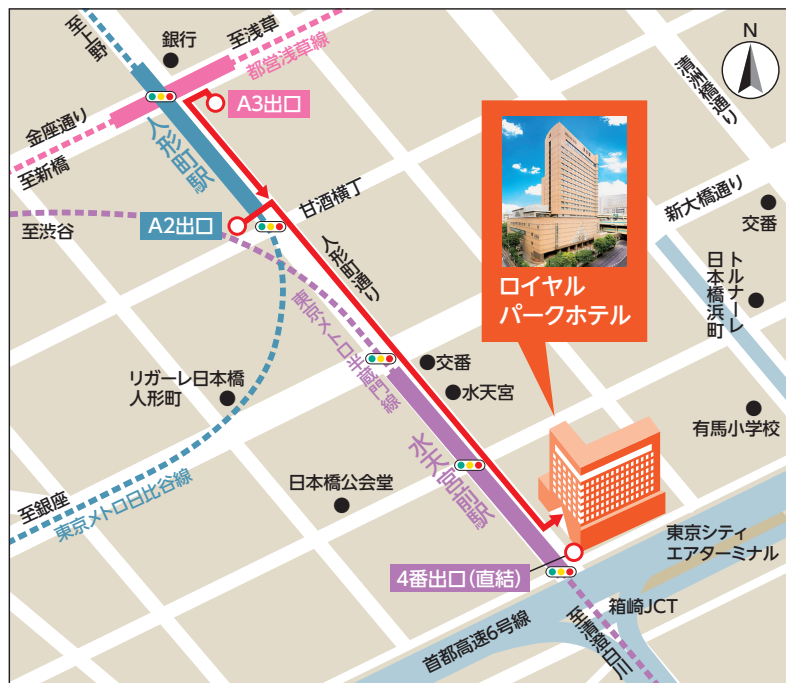 至上野
銀行
至浅草
都営浅草線
N
清洲橋通り
A3出口
金座通り
至新橋
人形町駅
甘酒横丁
新大橋通り
交番
至渋谷
A2出口
人形町通り
ロイヤル
パークホテル
トルナーレ
日本橋浜町
東京メトロ半蔵門線
交番
リガーレ日本橋
人形町
水天宮
有馬小学校
水天宮前駅
日本橋公会堂
至銀座
東京メトロ日比谷線
東京シティ
エアターミナル
4番出口(直結)
箱崎JCT
首都高速6号線
至清澄白川